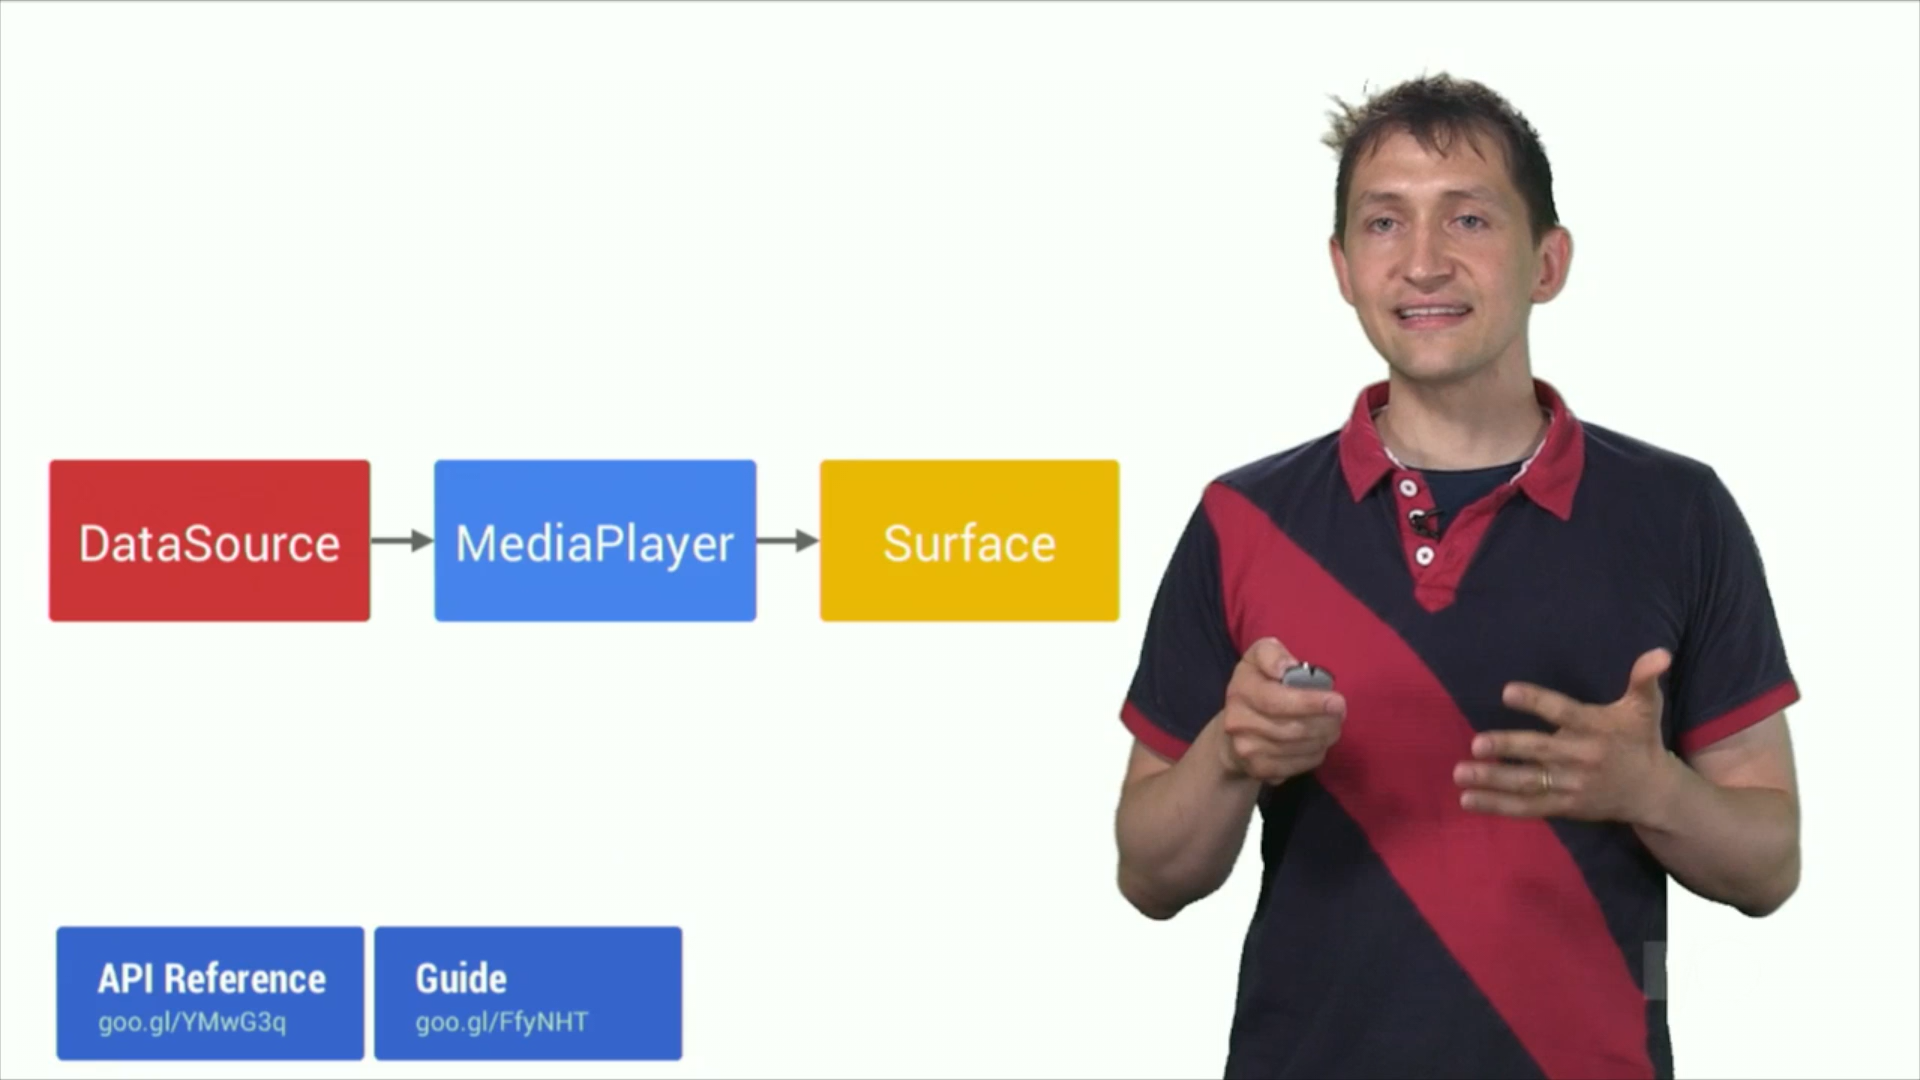 DataSource
MediaPlayer
Surface
API Reference
goo.gl/YMwG3q
Guide
goo.gl/FfyNHT